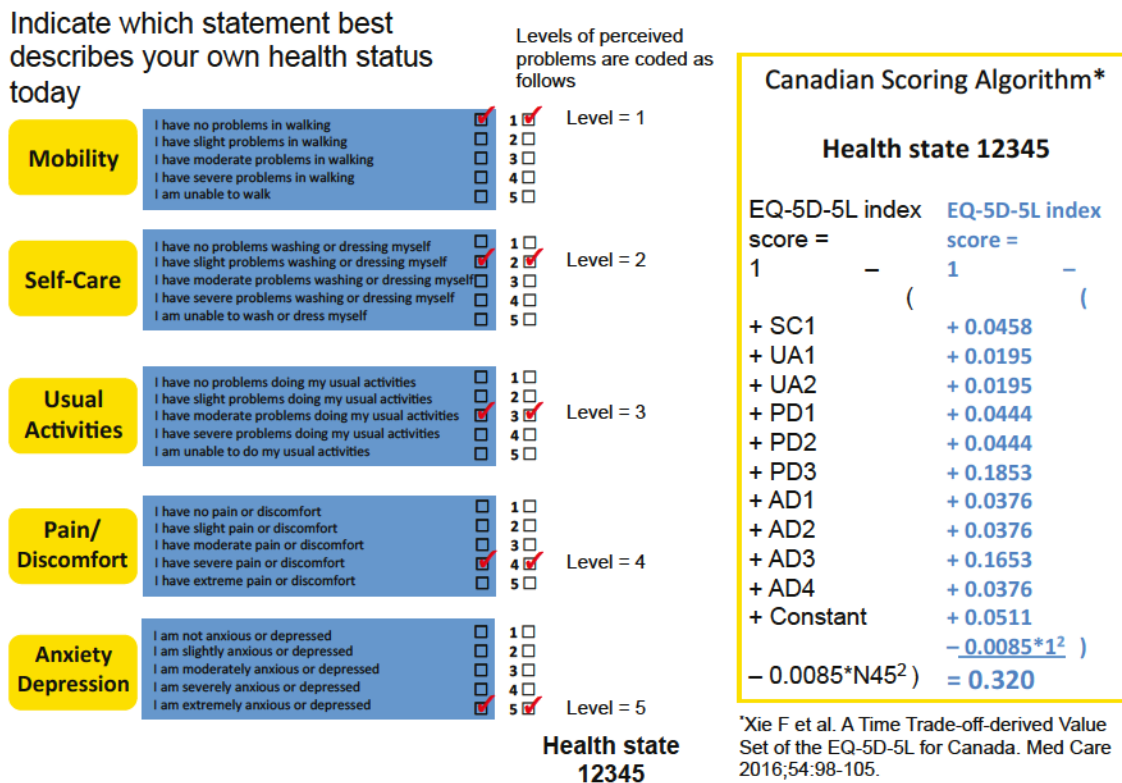 Indicate which statement best
describes your own health status
today
Levels of perceived
problems are coded as
follows
Mobility
I have no problems in walking
I have slight problems in walking
I have moderate problems in walking
I have severe problems in walking
I am unable to walk
1
2
3
4
5
Level = 1
Self-Care
I have no problems washing or dressing myself
I have slight problems washing or dressing myself
I have moderate problems washing or dressing myself
I have severe problems washing or dressing myself
I am unable to wash or dress myself
1
2
3
4
5
Level = 2
Usual
Activities
I have no problems doing my usual activities
I have slight problems doing my usual activities
I have moderate problems doing my usual activities
I have severe problems doing my usual activities
I am unable to do my usual activities
1
2
3
4
5
Level = 3
Pain/
Discomfort
I have no pain or discomfort
I have slight pain or discomfort
I have moderate pain or discomfort
I have severe pain or discomfort
I have extreme pain or discomfort
1
2
3
4
5
Level = 4
Anxiety
Depression
I am not anxious or depressed
I am slightly anxious or depressed
I am moderately anxious or depressed
I am severely anxious or depressed
I am extremely anxious or depressed
1
2
3
4
5
Level = 5
Health state
12345
Canadian Scoring Algorithm*
Health state 12345
EQ-5D-5L index EQ-5D-5L index
score = score =
1 – 1 –
( (
+ SC1 + 0.0458
+ UA1 + 0.0195
+ UA2 + 0.0195
+ PD1 + 0.0444
+ PD2 + 0.0444
+ PD3 + 0.1853
+ AD1 + 0.0376
+ AD2 + 0.0376
+ AD3 + 0.1653
+ AD4 + 0.0376
+ Constant + 0.0511
– 0.0085*1² )
– 0.0085*N45² ) = 0.320
*Xie F et al. A Time Trade-off-derived Value
Set of the EQ-5D-5L for Canada. Med Care
2016;54:98-105.